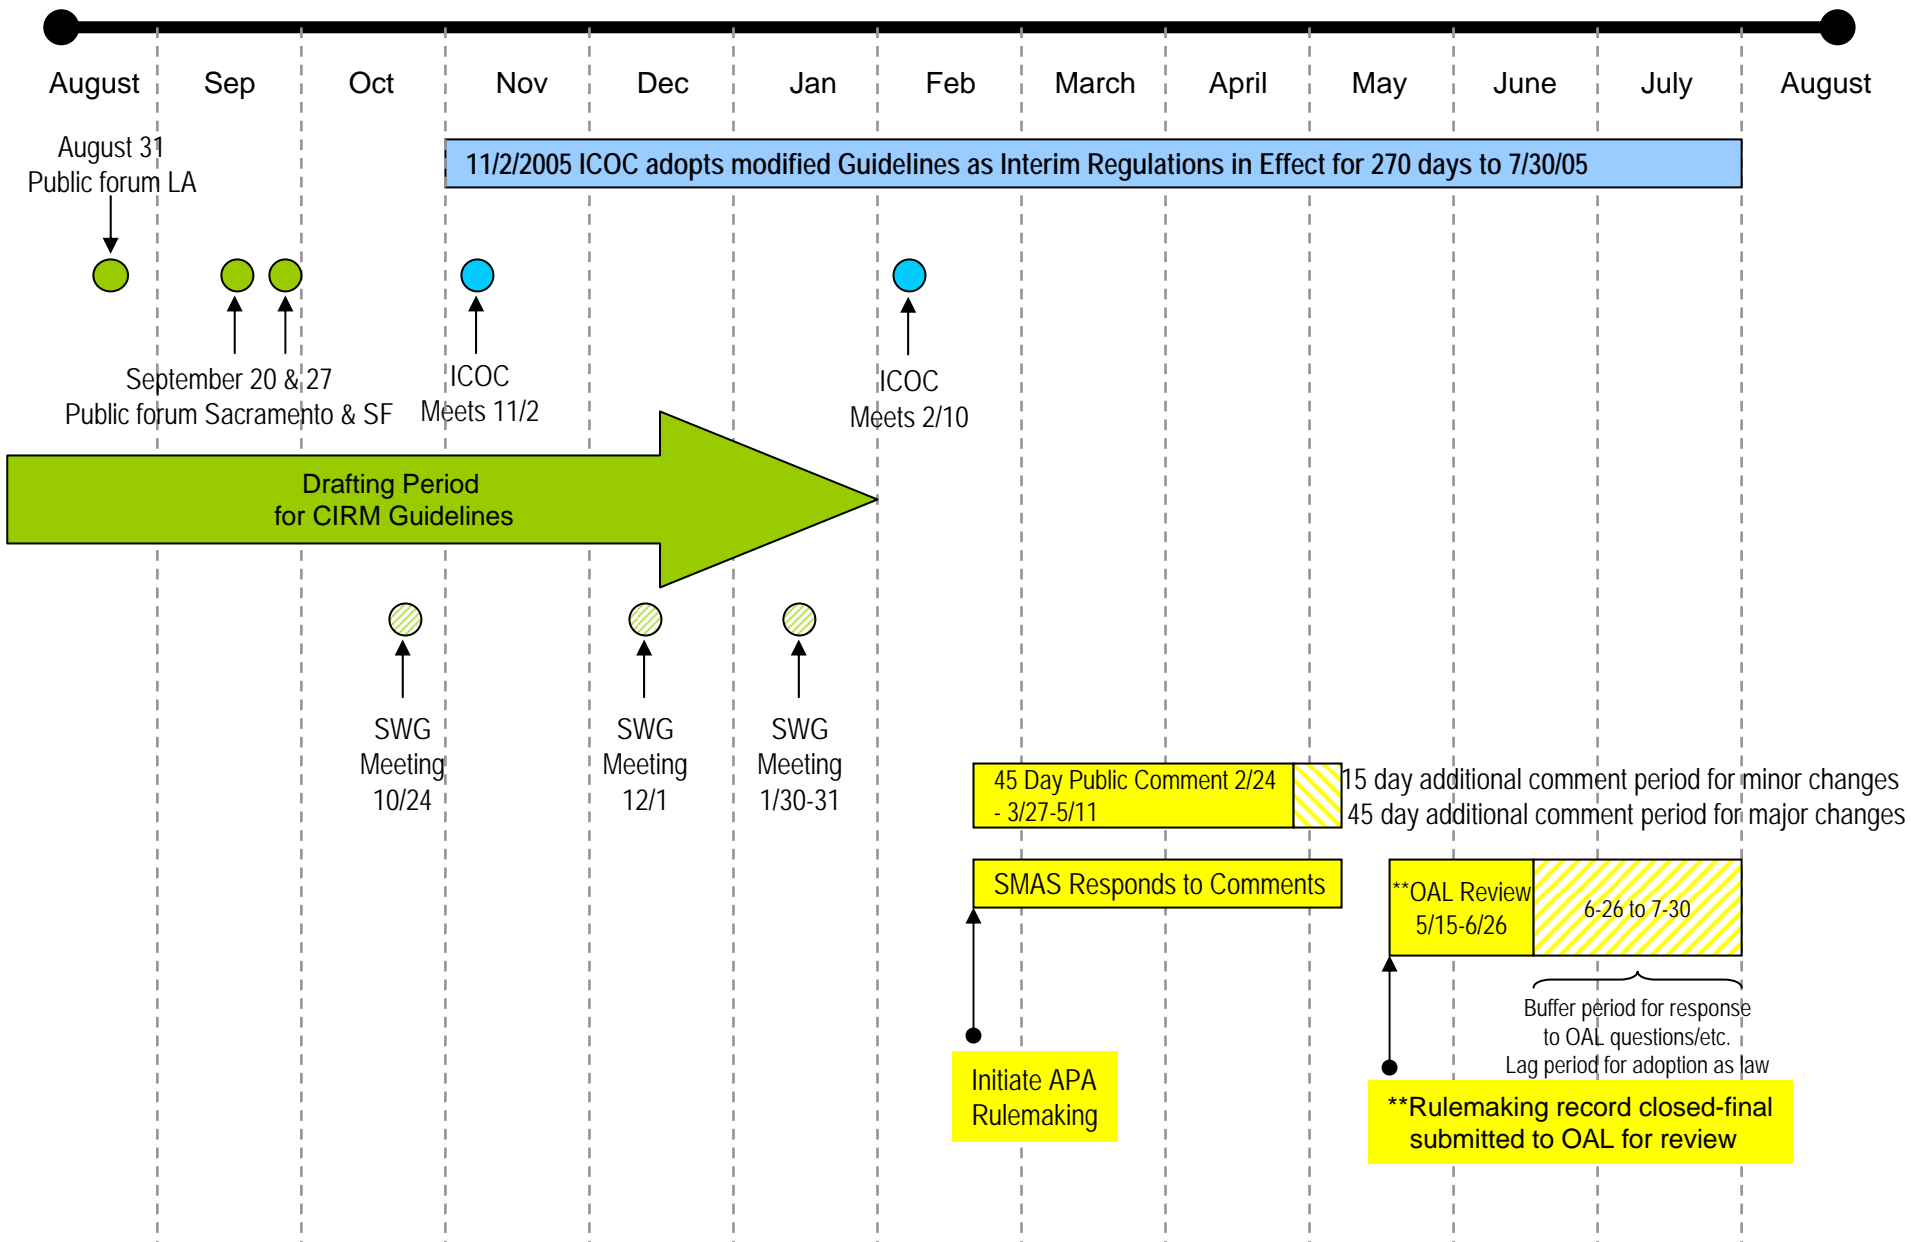 August Sep Oct Nov Dec Jan Feb March April May June July August
August 31
Public forum LA
11/2/2005 ICOC adopts modified Guidelines as Interim Regulations in Effect for 270 days to 7/30/05
September 20 & 27
Public forum Sacramento & SF
ICOC
Meets 11/2
ICOC
Meets 2/10
Drafting Period
for CIRM Guidelines
SWG
Meeting
10/24
SWG
Meeting
12/1
SWG
Meeting
1/30-31
45 Day Public Comment 2/24
- 3/27-5/11
15 day additional comment period for minor changes
45 day additional comment period for major changes
SMAS Responds to Comments
**OAL Review
5/15-6/26
6-26 to 7-30
Buffer period for response
to OAL questions/etc.
Lag period for adoption as law
Initiate APA
Rulemaking
**Rulemaking record closed-final
submitted to OAL for review